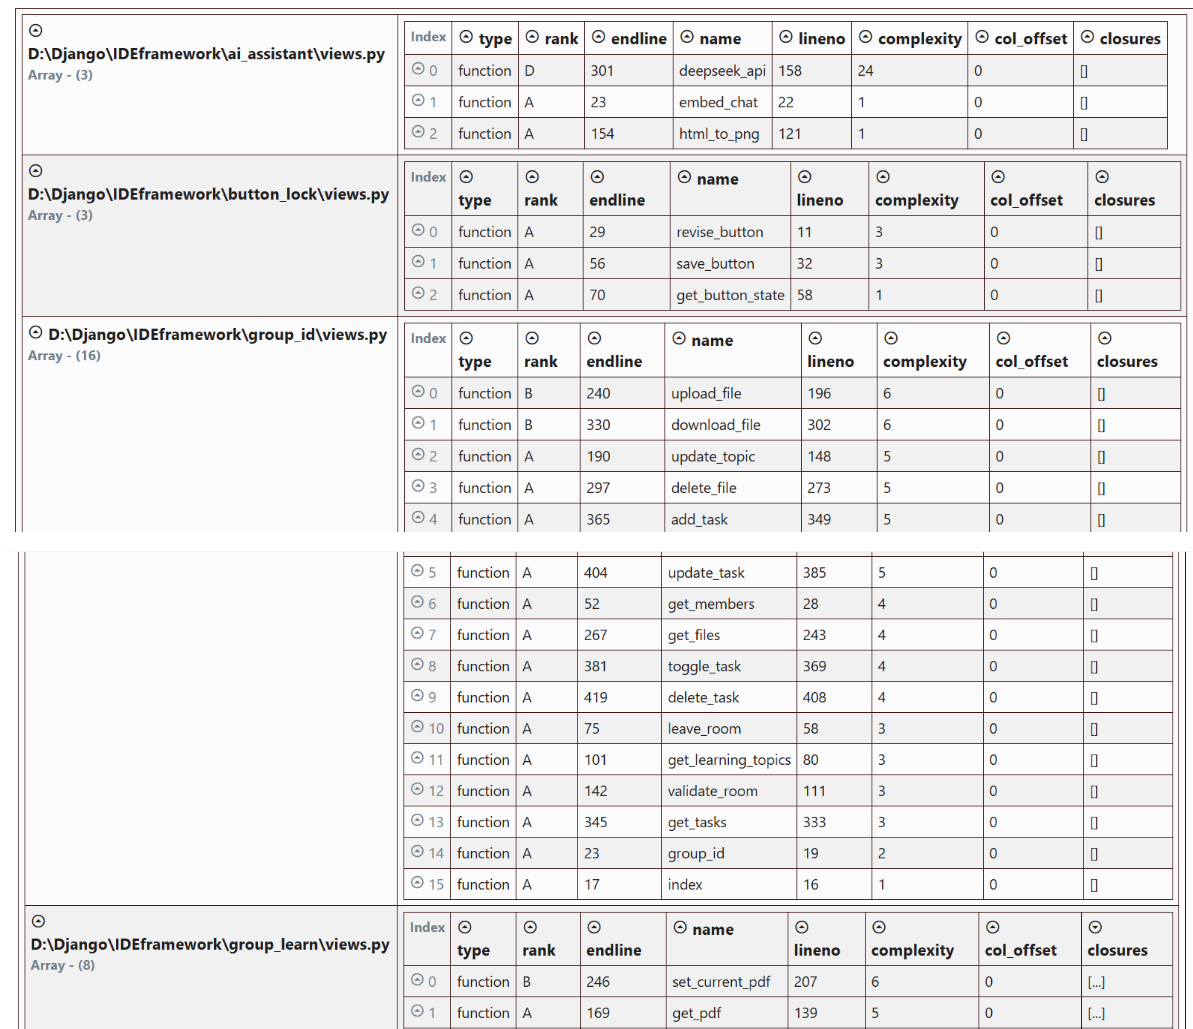 D:\Django\IDEframework\ai_assistant\views.py
Array - (3)
Index type rank endline name lineno complexity col_offset closures
0 function D 301 deepseek_api 158 24 0 []
1 function A 23 embed_chat 22 1 0 []
2 function A 154 html_to_png 121 1 0 []
D:\Django\IDEframework\button_lock\views.py
Array - (3)
Index type rank endline name lineno complexity col_offset closures
0 function A 29 revise_button 11 3 0 []
1 function A 56 save_button 32 3 0 []
2 function A 70 get_button_state 58 1 0 []
D:\Django\IDEframework\group_id\views.py
Array - (16)
Index type rank endline name lineno complexity col_offset closures
0 function B 240 upload_file 196 6 0 []
1 function B 330 download_file 302 6 0 []
2 function A 190 update_topic 148 5 0 []
3 function A 297 delete_file 273 5 0 []
4 function A 365 add_task 349 5 0 []
5 function A 404 update_task 385 5 0 []
6 function A 52 get_members 28 4 0 []
7 function A 267 get_files 243 4 0 []
8 function A 381 toggle_task 369 4 0 []
9 function A 419 delete_task 408 4 0 []
10 function A 75 leave_room 58 3 0 []
11 function A 101 get_learning_topics 80 3 0 []
12 function A 142 validate_room 111 3 0 []
13 function A 345 get_tasks 333 3 0 []
14 function A 23 group_id 19 2 0 []
15 function A 17 index 16 1 0 []
D:\Django\IDEframework\group_learn\views.py
Array - (8)
Index type rank endline name lineno complexity col_offset closures
0 function B 246 set_current_pdf 207 6 0 [...]
1 function A 169 get_pdf 139 5 0 [...]